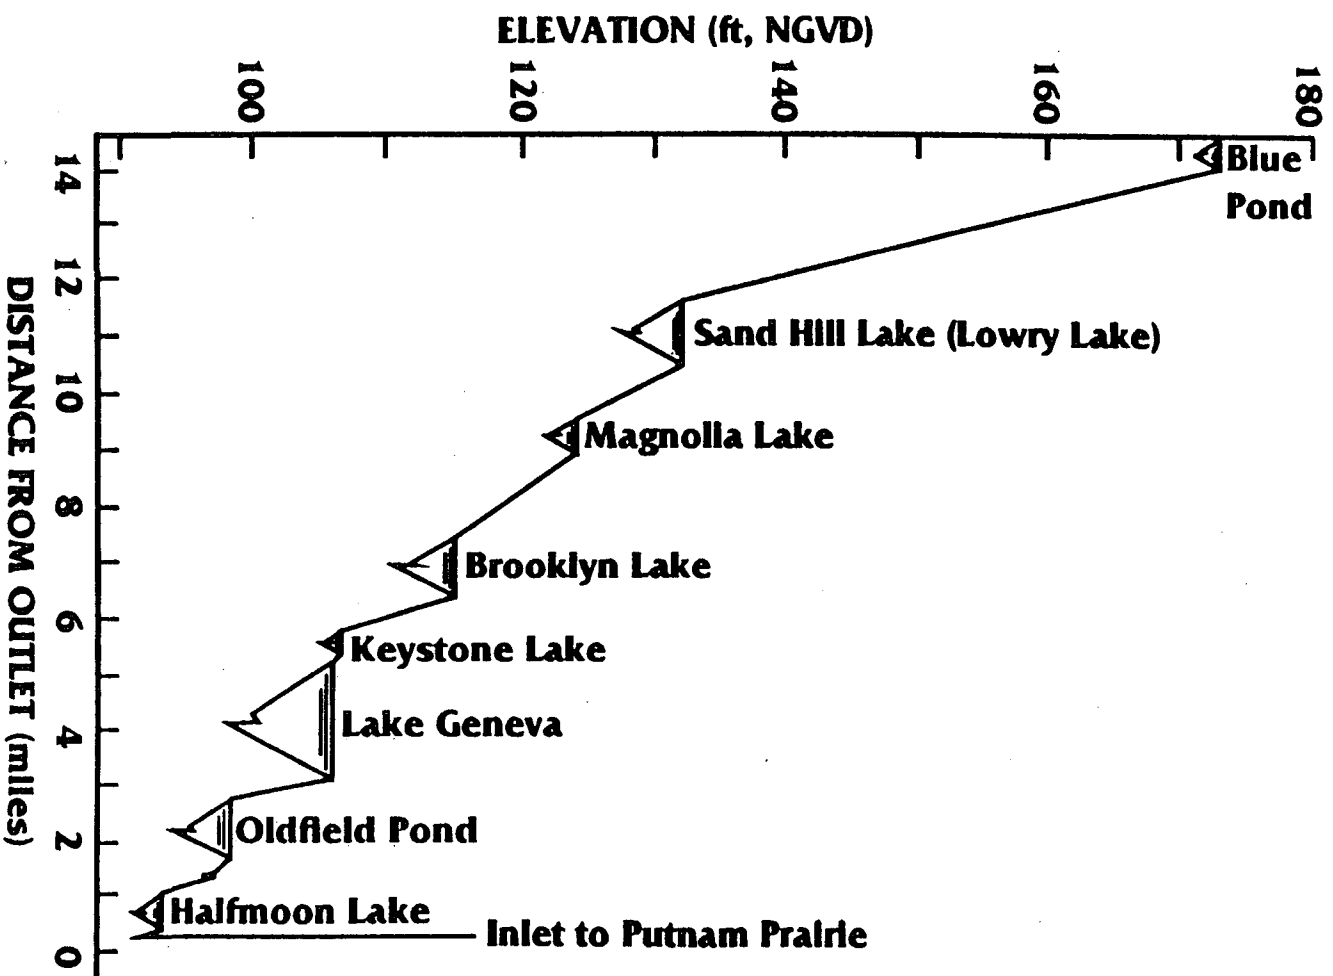 ELEVATION (ft, NGVD)
100 120 140 160 180
Blue
Pond
Sand Hill Lake (Lowry Lake)
Magnolia Lake
Brooklyn Lake
Keystone Lake
Lake Geneva
Oldfield Pond
Halfmoon Lake
Inlet to Putnam Prairie
14 12 10 8 6 4 2 0
DISTANCE FROM OUTLET (miles)